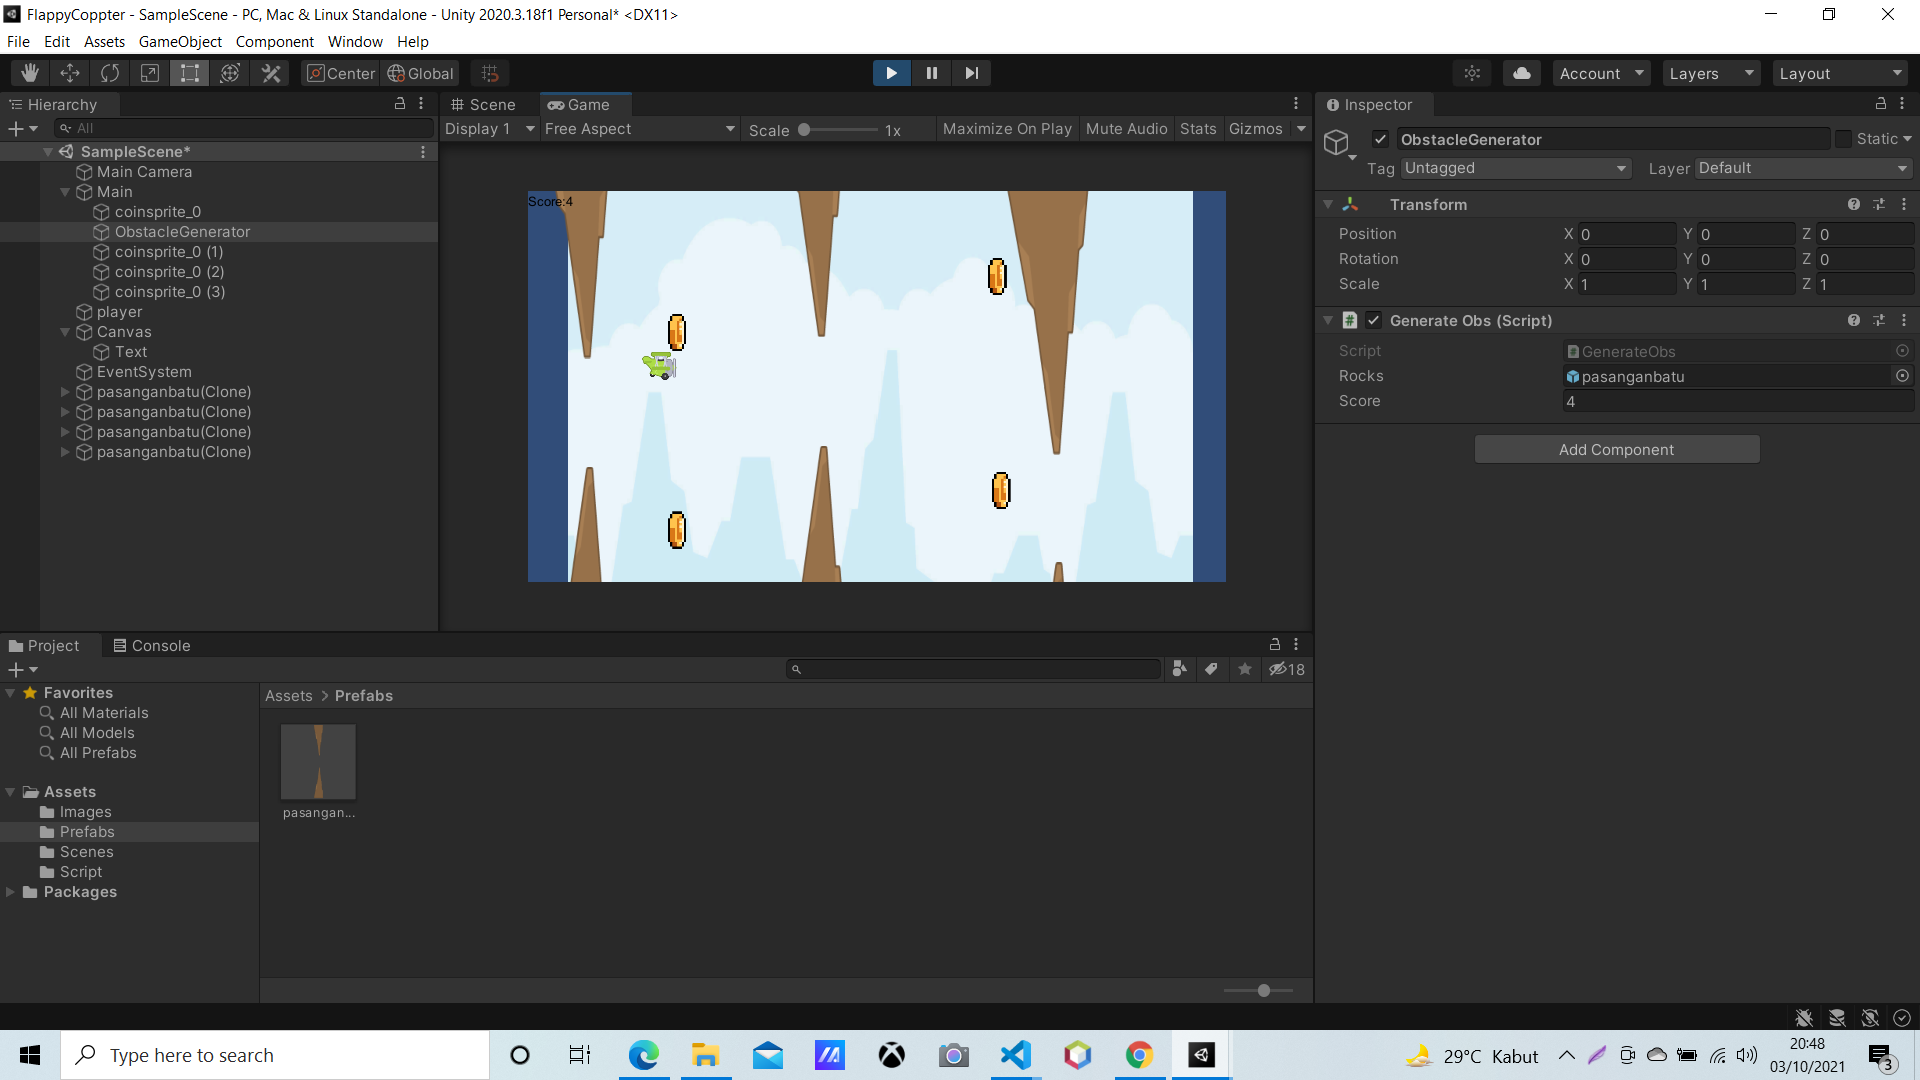 FlappyCoppter - SampleScene - PC, Mac & Linux Standalone - Unity 2020.3.18f1 Personal* <DX11>
File Edit Assets GameObject Component Window Help
Center Global Account Layers Layout
Hierarchy
All
SampleScene*
Main Camera
Main
coinsprite_0
ObstacleGenerator
coinsprite_0 (1)
coinsprite_0 (2)
coinsprite_0 (3)
player
Canvas
Text
EventSystem
pasanganbatu(Clone)
pasanganbatu(Clone)
pasanganbatu(Clone)
pasanganbatu(Clone)
Scene Game
Display 1 Free Aspect Scale 1x Maximize On Play Mute Audio Stats Gizmos
Score:4
Inspector
ObstacleGenerator Static
Tag Untagged Layer Default
Transform
Position X 0 Y 0 Z 0
Rotation X 0 Y 0 Z 0
Scale X 1 Y 1 Z 1
Generate Obs (Script)
Script GenerateObs
Rocks pasanganbatu
Score 4
Add Component
Project Console
18
Favorites
All Materials
All Models
All Prefabs
Assets
Images
Prefabs
Scenes
Script
Packages
Assets > Prefabs
pasangan...
Type here to search
29°C Kabut
20:48
03/10/2021
3